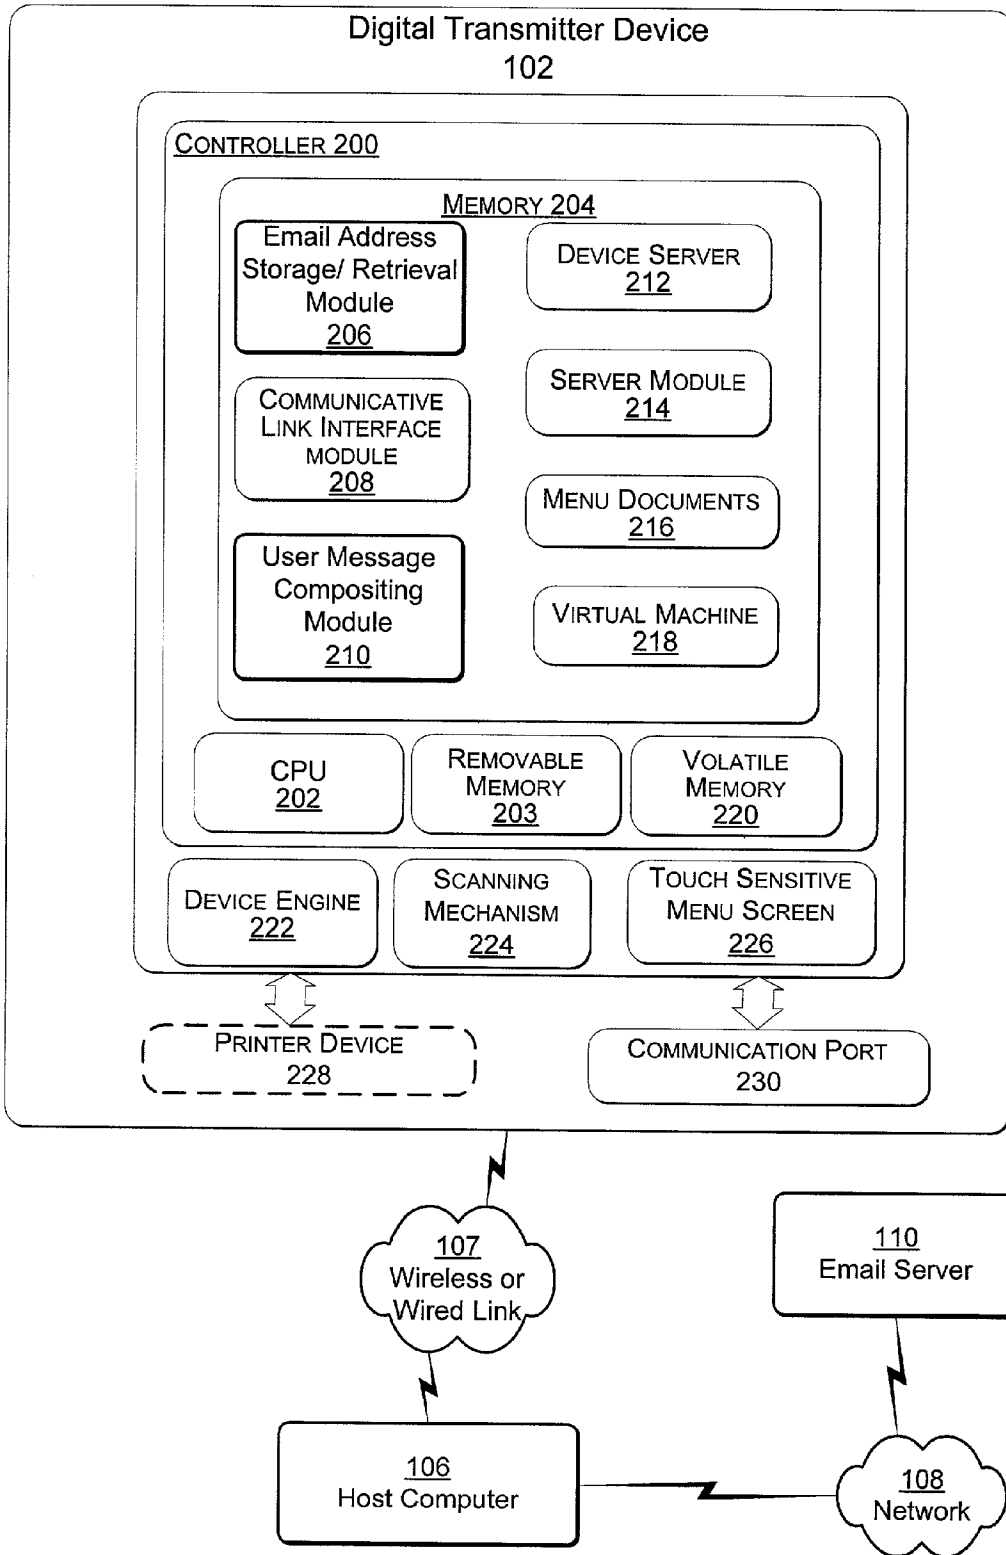 Digital Transmitter Device
102
CONTROLLER 200
MEMORY 204
Email Address
Storage/ Retrieval
Module
206
DEVICE SERVER
212
COMMUNICATIVE
LINK INTERFACE
MODULE
208
SERVER MODULE
214
MENU DOCUMENTS
216
User Message
Compositing
Module
210
VIRTUAL MACHINE
218
CPU
202
REMOVABLE
MEMORY
203
VOLATILE
MEMORY
220
DEVICE ENGINE
222
SCANNING
MECHANISM
224
TOUCH SENSITIVE
MENU SCREEN
226
PRINTER DEVICE
228
COMMUNICATION PORT
230
107
Wireless or
Wired Link
110
Email Server
106
Host Computer
108
Network